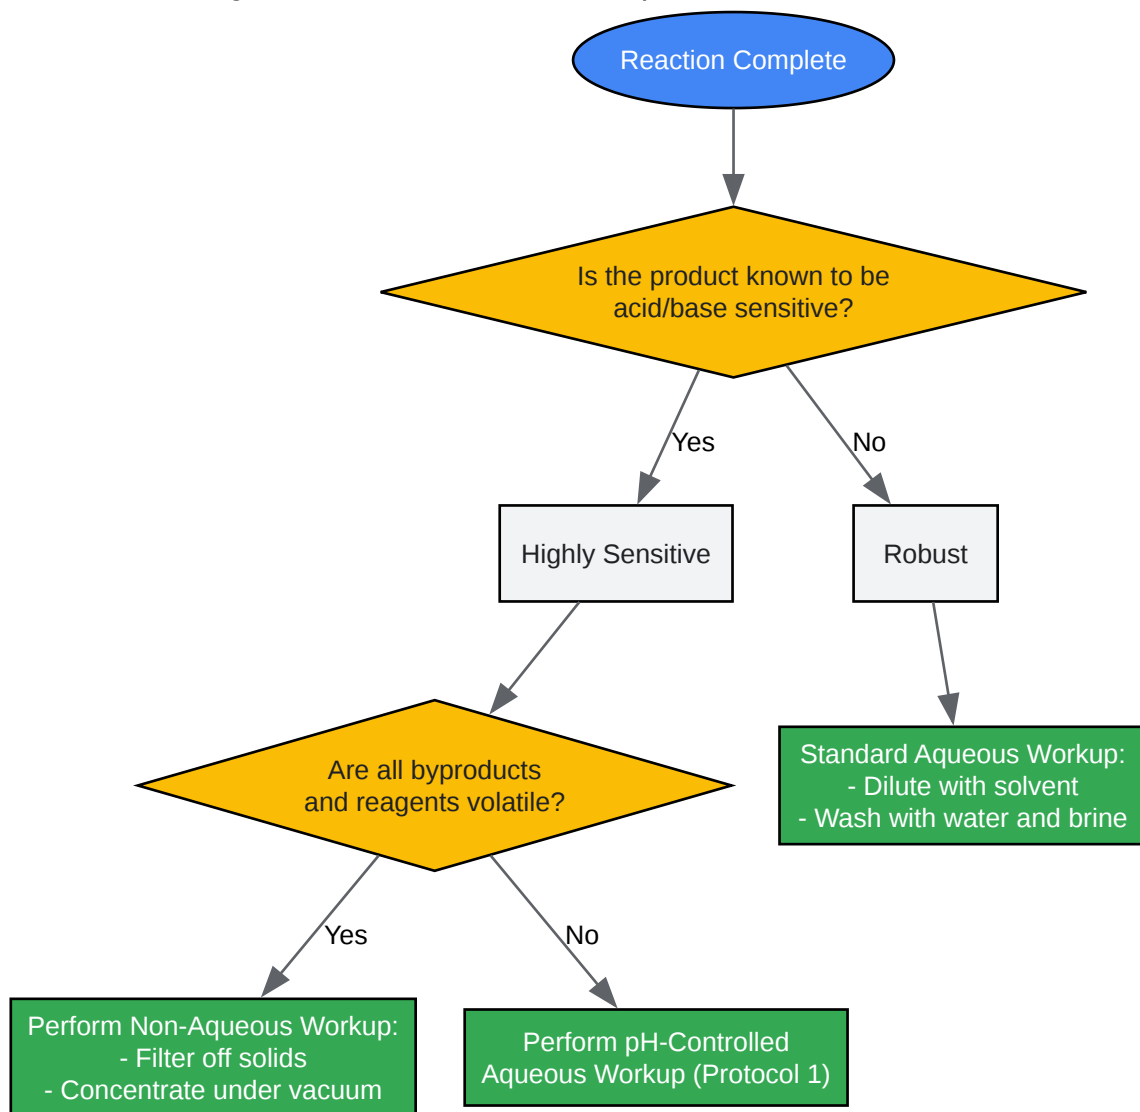 Reaction Complete
Is the product known to be
acid/base sensitive?
Yes
No
Highly Sensitive
Robust
Are all byproducts
and reagents volatile?
Standard Aqueous Workup:
- Dilute with solvent
- Wash with water and brine
Yes
No
Perform Non-Aqueous Workup:
- Filter off solids
- Concentrate under vacuum
Perform pH-Controlled
Aqueous Workup (Protocol 1)